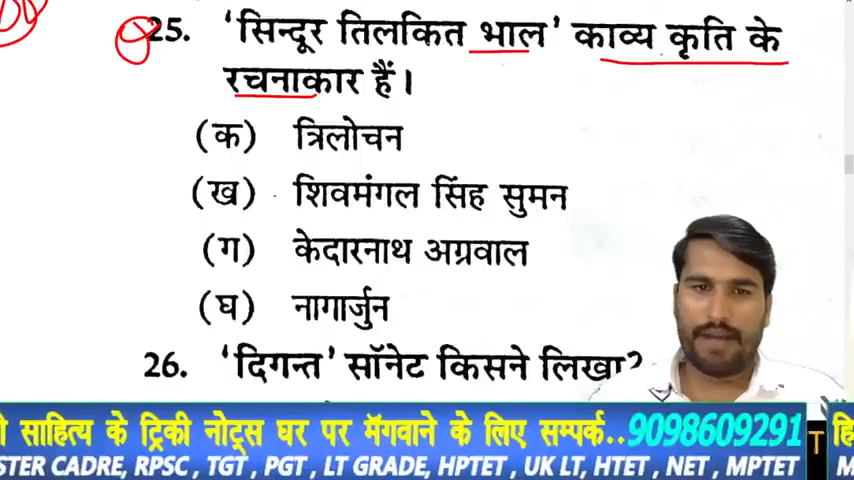 25. 'सिन्दूर तिलकित भाल' काव्य कृति के
रचनाकार हैं।
(क) त्रिलोचन
(ख) शिवमंगल सिंह सुमन
(ग) केदारनाथ अग्रवाल
(घ) नागार्जुन
26. 'दिगन्त' सॉनेट किसने लिखा?
साहित्य के ट्रिकी नोट्स घर पर मॅगवाने के लिए सम्पर्क..9098609291
STER CADRE, RPSC , TGT , PGT , LT GRADE, HPTET , UK LT, HTET , NET , MPTET